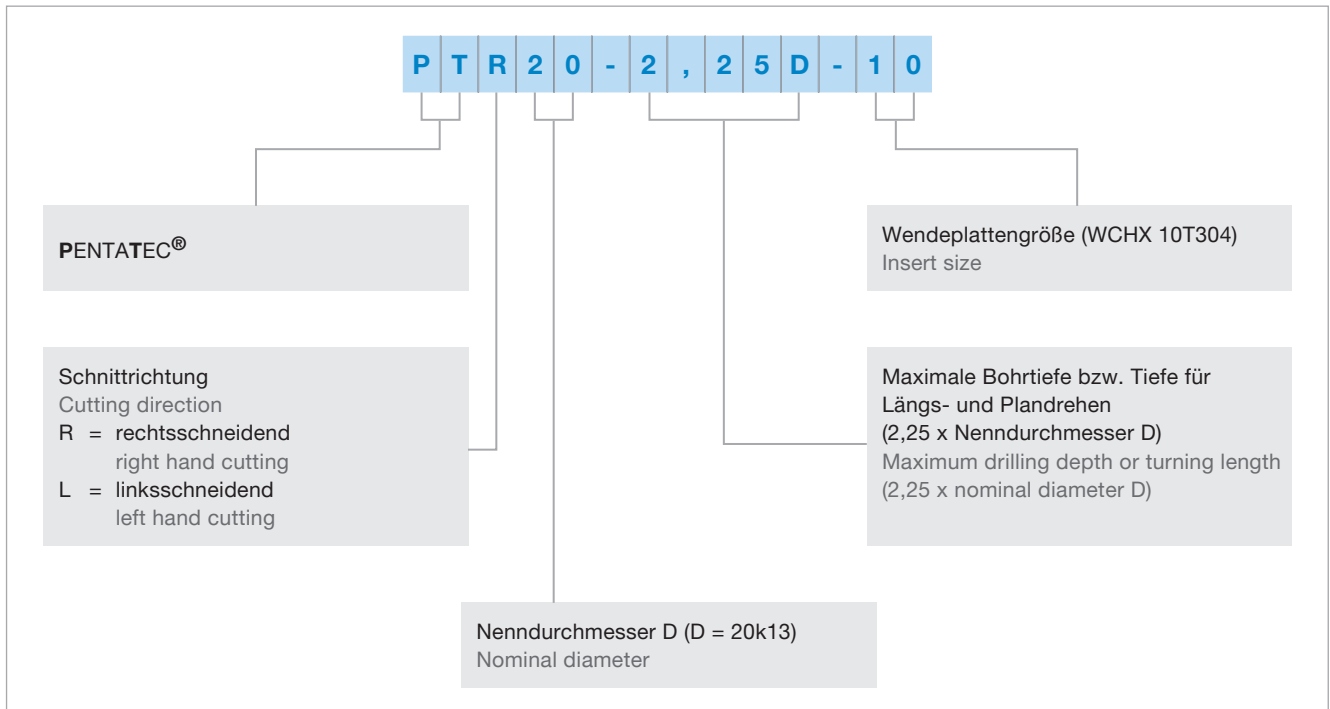 PTR20-2,25D-10
PENTATEC®
Wendeplattengröße (WCHX 10T304)
Insert size
Schnittrichtung
Cutting direction
R = rechtsschneidend
right hand cutting
L = linksschneidend
left hand cutting
Maximale Bohrtiefe bzw. Tiefe für
Längs- und Plandrehen
(2,25 x Nenndurchmesser D)
Maximum drilling depth or turning length
(2,25 x nominal diameter D)
Nenndurchmesser D (D = 20k13)
Nominal diameter